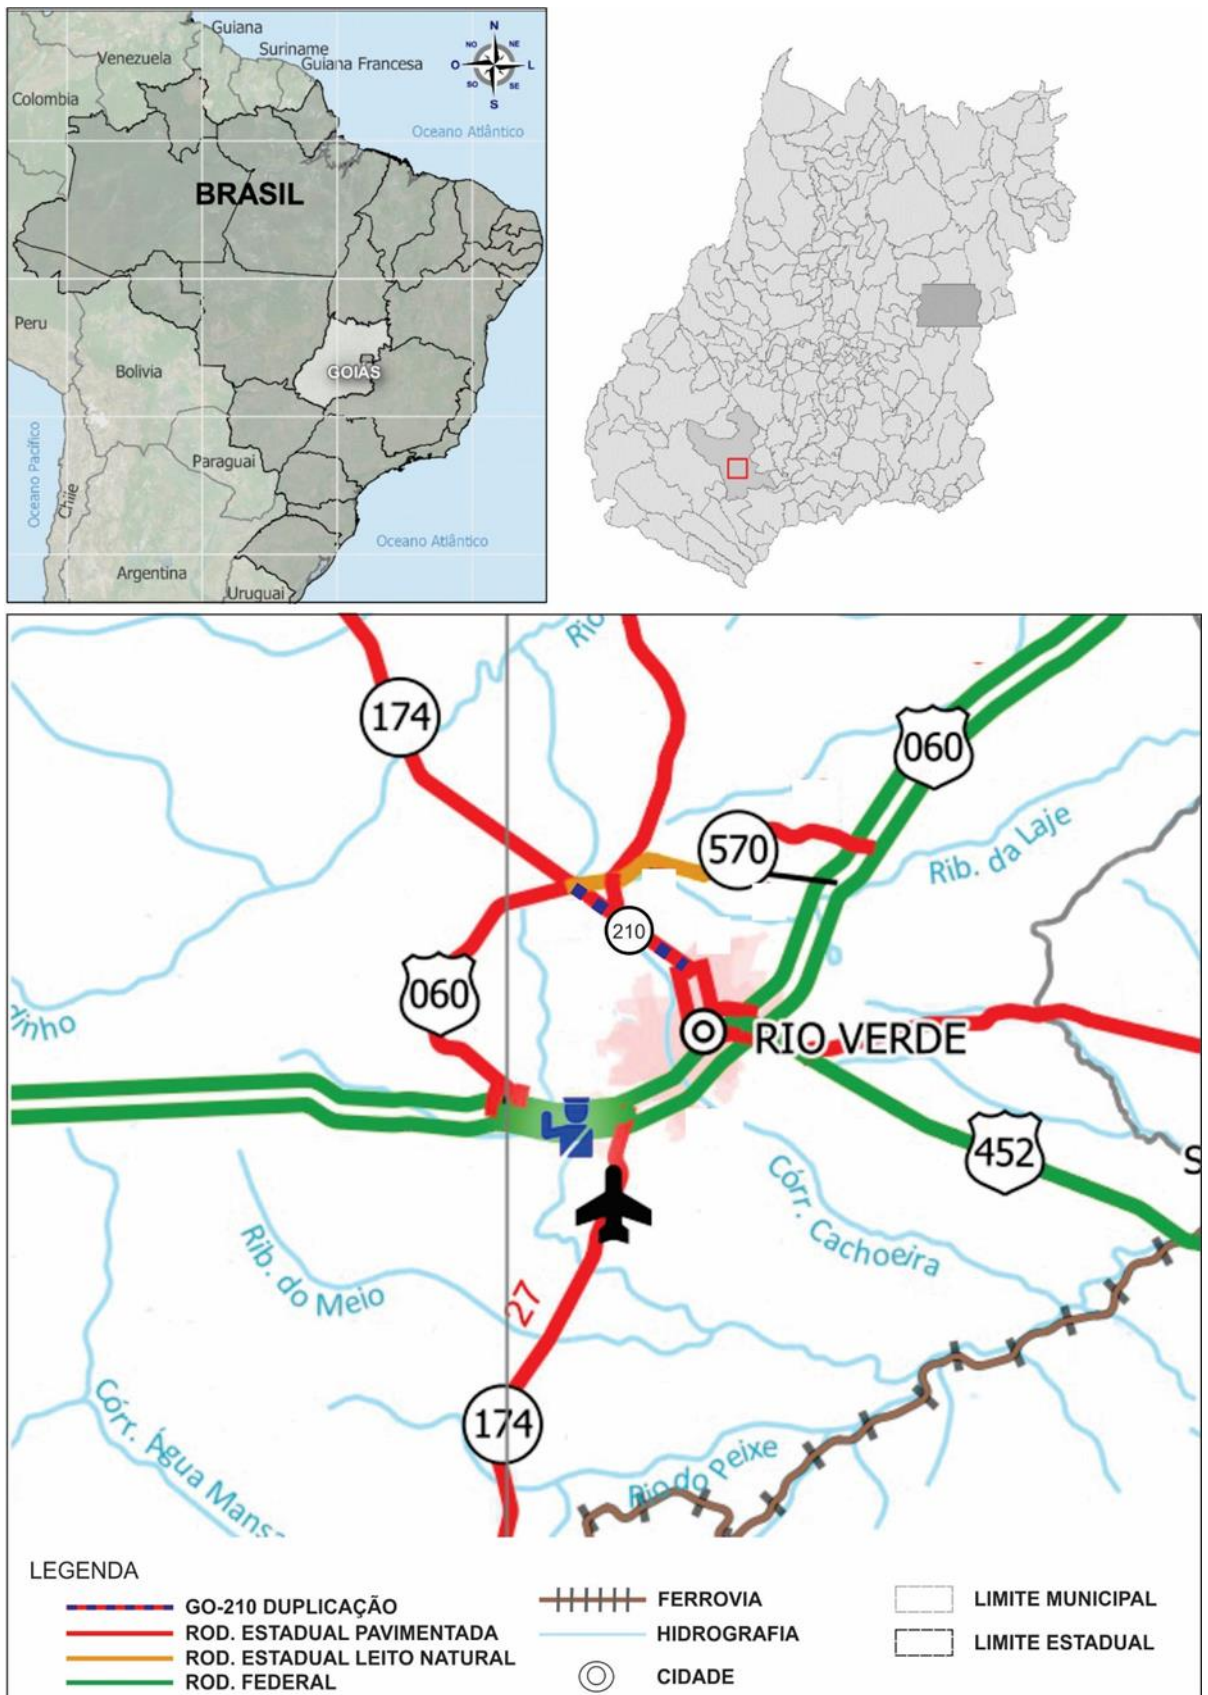 Guiana
Suriname
Guiana Francesa
Venezuela
Colombia
N
NO
NE
O
L
SO
SE
S
Oceano Atlântico
BRASIL
Peru
Bolivia
GOIÁS
Oceano Pacífico
Chile
Paraguai
Oceano Atlântico
Argentina
Uruguai
Rio
174
060
570
Rib. da Laje
210
060
dinho
RIO VERDE
452
S
Córr. Cachoeira
Rib. do Meio
27
174
Córr. Água Mansa
Rio do Peixe
LEGENDA
GO-210 DUPLICAÇÃO
ROD. ESTADUAL PAVIMENTADA
ROD. ESTADUAL LEITO NATURAL
ROD. FEDERAL
FERROVIA
HIDROGRAFIA
CIDADE
LIMITE MUNICIPAL
LIMITE ESTADUAL